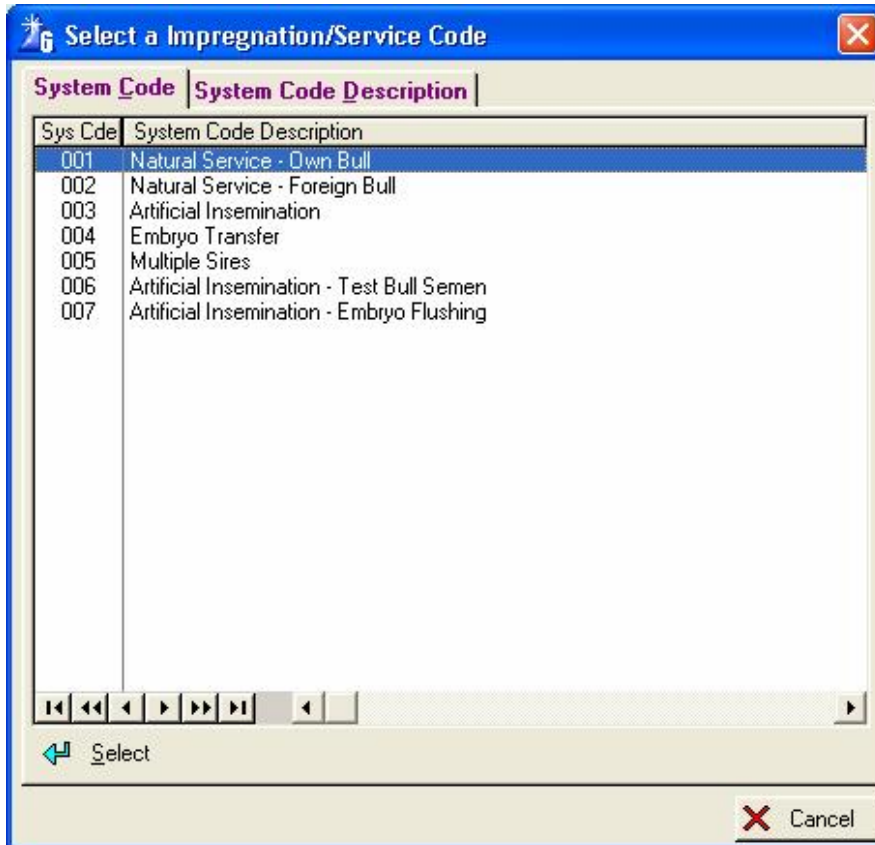 Select a Impregnation/Service Code
System Code System Code Description
Sys Cde System Code Description
001 Natural Service - Own Bull
002 Natural Service - Foreign Bull
003 Artificial Insemination
004 Embryo Transfer
005 Multiple Sires
006 Artificial Insemination - Test Bull Semen
007 Artificial Insemination - Embryo Flushing
Select
Cancel